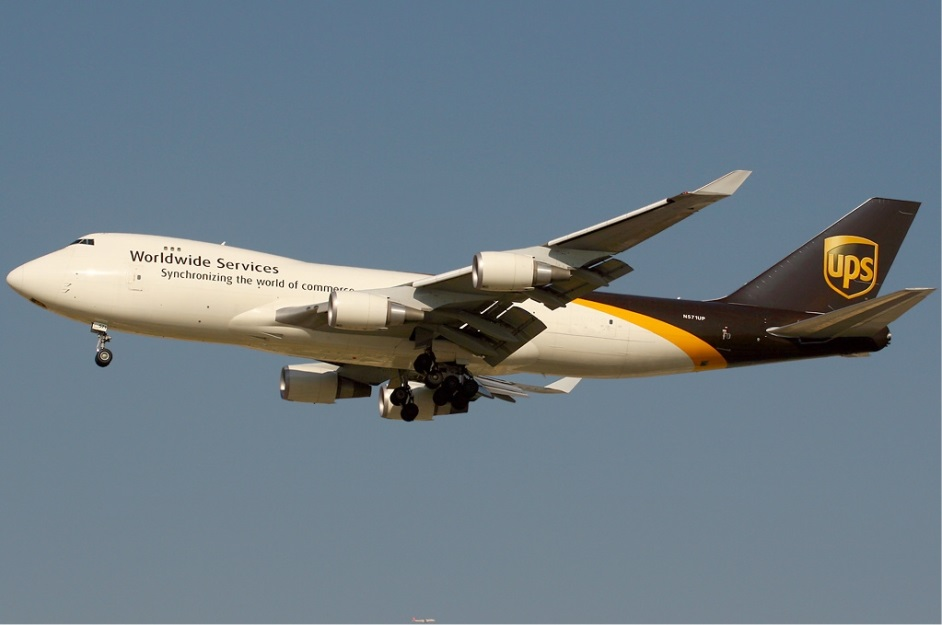 Worldwide Services
Synchronizing the world of commerce
ups
N571UP